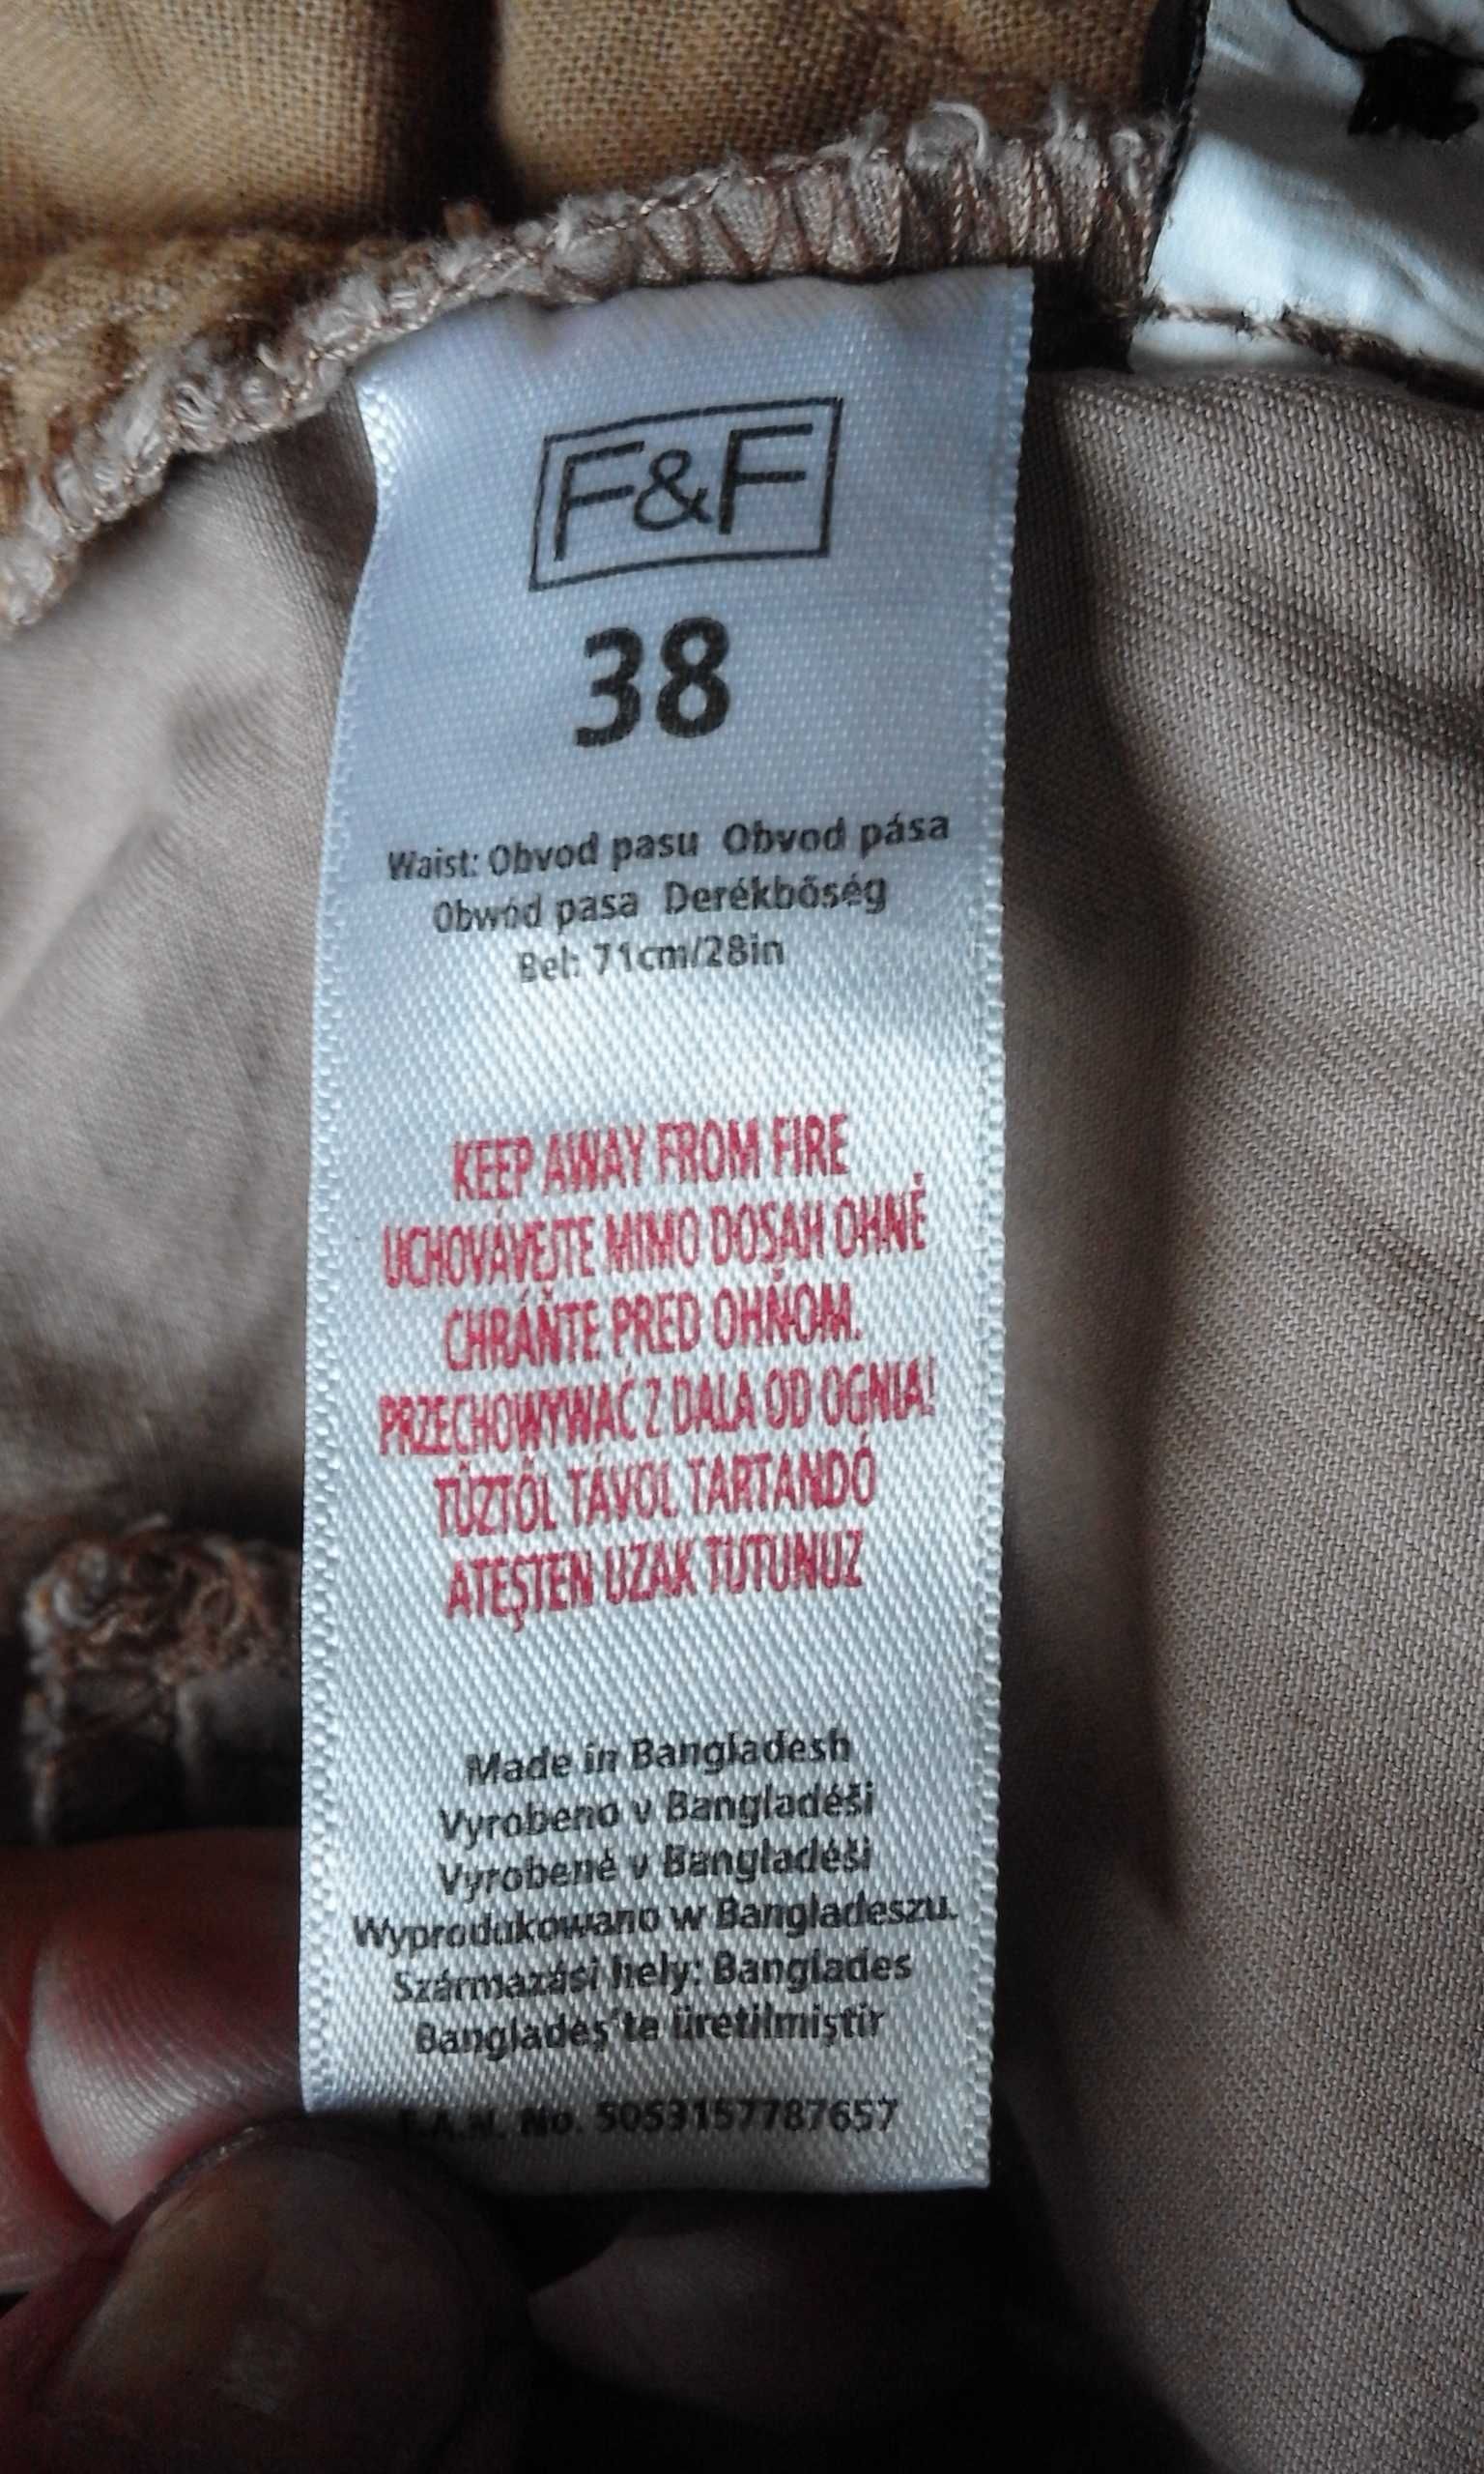 F&F
38
Waist: Obvod pasu Obvod pása
Obwód pasa Derékbőség
Bel: 71cm/28in
KEEP AWAY FROM FIRE
UCHOVÁVEJTE MIMO DOSAH OHNĚ
CHRÁŇTE PRED OHŇOM.
PRZECHOWYWAĆ Z DALA OD OGNIA!
TŰZTŐL TÁVOL TARTANDÓ
ATEŞTEN UZAK TUTUNUZ
Made in Bangladesh
Vyrobeno v Bangladéši
Vyrobené v Bangladéši
Wyprodukowano w Bangladeszu.
Származási hely: Banglades
Bangladeş'te üretilmiştir
E.A.N. No. 5053157787657